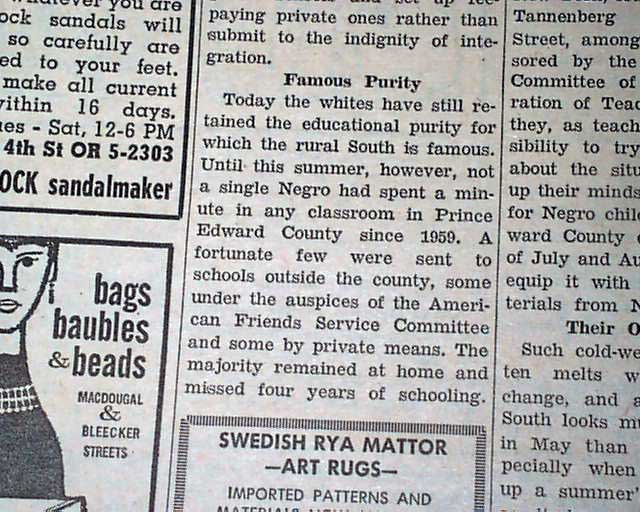 whatever you are
ock sandals will
so carefully are
ed to your feet.
make all current
within 16 days.
ues - Sat, 12-6 PM
4th St OR 5-2303
OCK sandalmaker
bags
baubles
& beads
MACDOUGAL
&
BLEECKER
STREETS
and set up fee-
paying private ones rather than
submit to the indignity of inte-
gration.
Famous Purity
Today the whites have still re-
tained the educational purity for
which the rural South is famous.
Until this summer, however, not
a single Negro had spent a min-
ute in any classroom in Prince
Edward County since 1959. A
fortunate few were sent to
schools outside the county, some
under the auspices of the Ameri-
can Friends Service Committee
and some by private means. The
majority remained at home and
missed four years of schooling.
SWEDISH RYA MATTOR
—ART RUGS—
IMPORTED PATTERNS AND
Tannenberg
Street, among
sored by the
Committee of
ration of Teac
they, as teach
sibility to try
about the situ
up their minds
for Negro chil
ward County
of July and Au
equip it with
terials from N
Their O
Such cold-we
ten melts w
change, and a
South looks mu
in May than
pecially when
up a summer'